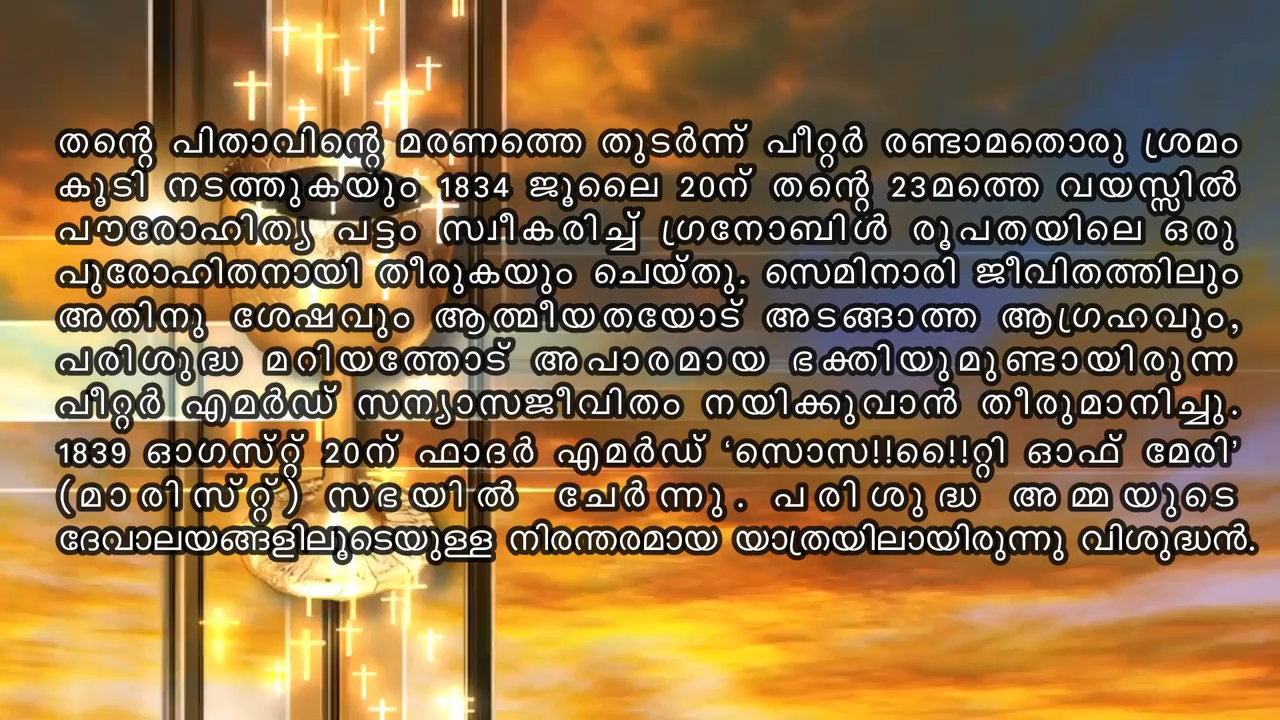 തന്റെ പിതാവിന്റെ മരണത്തെ തുടർന്ന് പീറ്റർ രണ്ടാമതൊരു ശ്രമം
കൂടി നടത്തുകയും 1834 ജൂലൈ 20ന് തന്റെ 23മത്തെ വയസ്സിൽ
പൗരോഹിത്യ പട്ടം സ്വീകരിച്ച് ഗ്രനോബിൾ രൂപതയിലെ ഒരു
പുരോഹിതനായി തീരുകയും ചെയ്തു. സെമിനാരി ജീവിതത്തിലും
അതിനു ശേഷവും ആത്മീയതയോട് അടങ്ങാത്ത ആഗ്രഹവും,
പരിശുദ്ധ മറിയത്തോട് അപാരമായ ഭക്തിയുമുണ്ടായിരുന്ന
പീറ്റർ എമർഡ് സന്യാസജീവിതം നയിക്കുവാൻ തീരുമാനിച്ചു.
1839 ഓഗസ്റ്റ് 20ന് ഫാദർ എമർഡ് ‘സൊസ!!ൈ!!റ്റി ഓഫ് മേരി’
(മാരിസ്റ്റ്) സഭയിൽ ചേർന്നു. പരിശുദ്ധ അമ്മയുടെ
ദേവാലയങ്ങളിലൂടെയുള്ള നിരന്തരമായ യാത്രയിലായിരുന്നു വിശുദ്ധൻ.